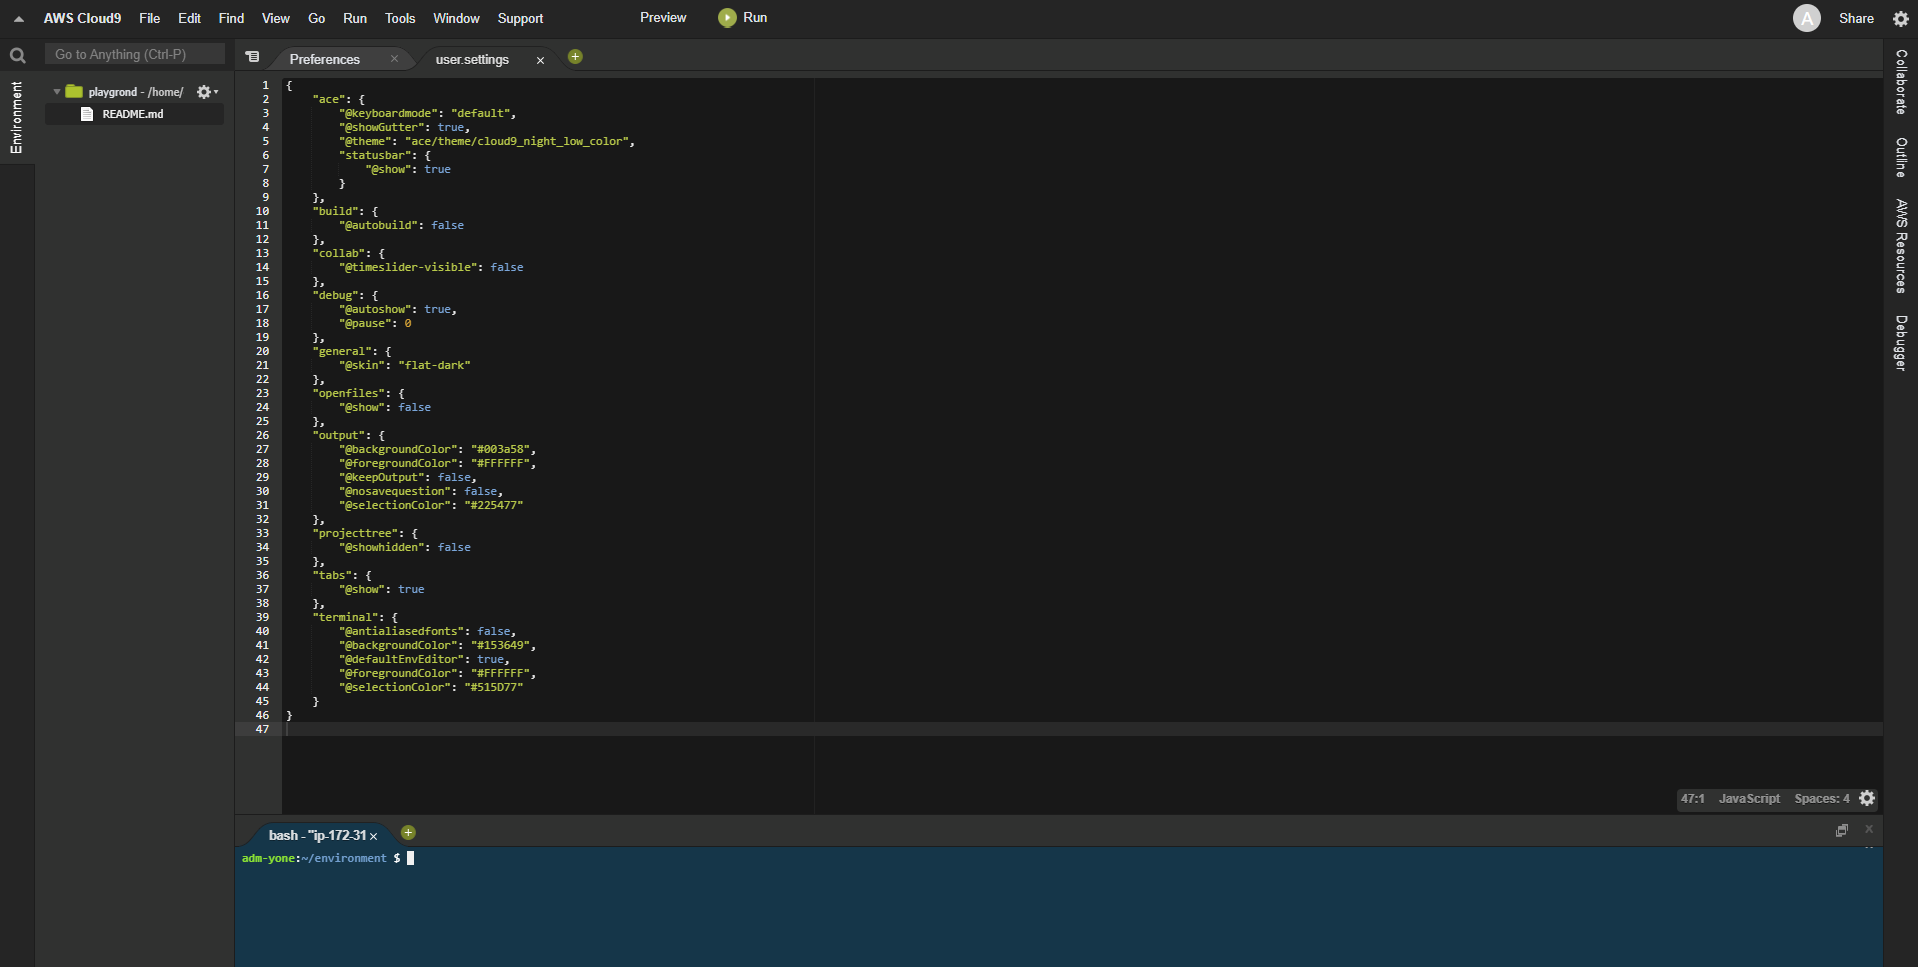 AWS Cloud9 File Edit Find View Go Run Tools Window Support Preview Run A Share
Go to Anything (Ctrl-P)
Environment
playgrond - /home/
README.md
Preferences
user.settings
1 {
2 "ace": {
3 "@keyboardmode": "default",
4 "@showGutter": true,
5 "@theme": "ace/theme/cloud9_night_low_color",
6 "statusbar": {
7 "@show": true
8 }
9 },
10 "build": {
11 "@autobuild": false
12 },
13 "collab": {
14 "@timeslider-visible": false
15 },
16 "debug": {
17 "@autoshow": true,
18 "@pause": 0
19 },
20 "general": {
21 "@skin": "flat-dark"
22 },
23 "openfiles": {
24 "@show": false
25 },
26 "output": {
27 "@backgroundColor": "#003a58",
28 "@foregroundColor": "#FFFFFF",
29 "@keepOutput": false,
30 "@nosavequestion": false,
31 "@selectionColor": "#225477"
32 },
33 "projecttree": {
34 "@showhidden": false
35 },
36 "tabs": {
37 "@show": true
38 },
39 "terminal": {
40 "@antialiasedfonts": false,
41 "@backgroundColor": "#153649",
42 "@defaultEnvEditor": true,
43 "@foregroundColor": "#FFFFFF",
44 "@selectionColor": "#515D77"
45 }
46 }
47
47:1 JavaScript Spaces: 4
bash - "ip-172-31
adm-yone:~/environment $
Collaborate
Outline
AWS Resources
Debugger